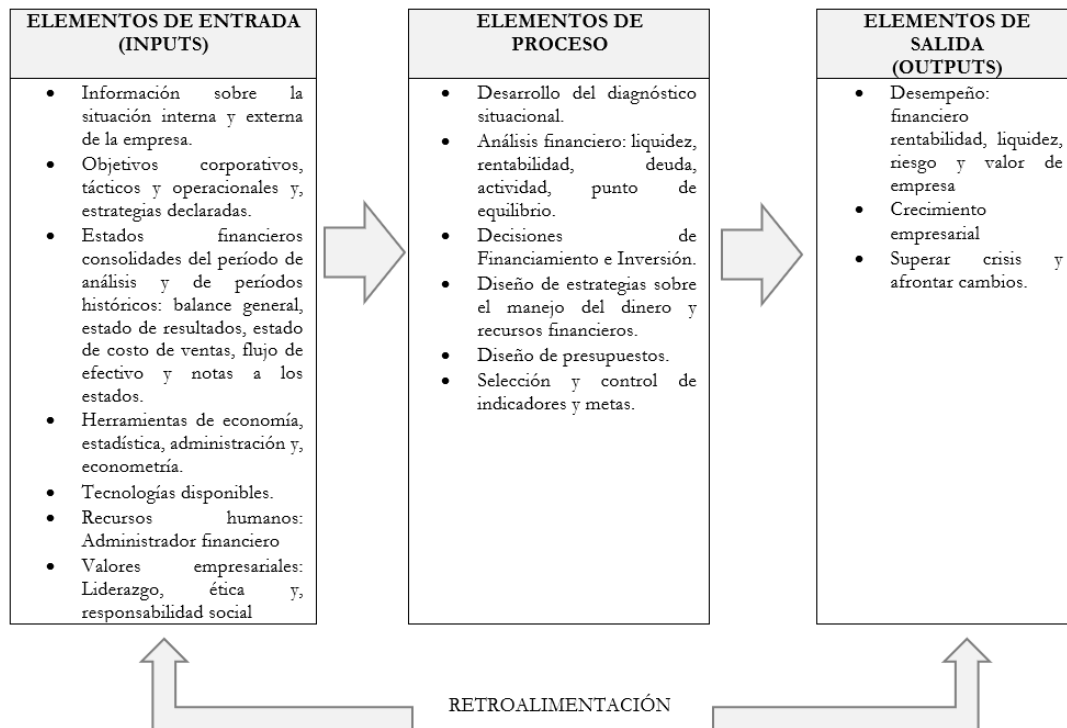 ELEMENTOS DE ENTRADA
(INPUTS)
• Información sobre la
situación interna y externa
de la empresa.
• Objetivos corporativos,
tácticos y operacionales y,
estrategias declaradas.
• Estados financieros
consolidades del período de
análisis y de períodos
históricos: balance general,
estado de resultados, estado
de costo de ventas, flujo de
efectivo y notas a los
estados.
• Herramientas de economía,
estadística, administración y,
econometría.
• Tecnologías disponibles.
• Recursos humanos:
Administrador financiero
• Valores empresariales:
Liderazgo, ética y,
responsabilidad social
ELEMENTOS DE
PROCESO
• Desarrollo del diagnóstico
situacional.
• Análisis financiero: liquidez,
rentabilidad, deuda,
actividad, punto de
equilibrio.
• Decisiones de
Financiamiento e Inversión.
• Diseño de estrategias sobre
el manejo del dinero y
recursos financieros.
• Diseño de presupuestos.
• Selección y control de
indicadores y metas.
ELEMENTOS DE
SALIDA
(OUTPUTS)
• Desempeño:
financiero
rentabilidad, liquidez,
riesgo y valor de
empresa
• Crecimiento
empresarial
• Superar crisis y
afrontar cambios.
RETROALIMENTACIÓN